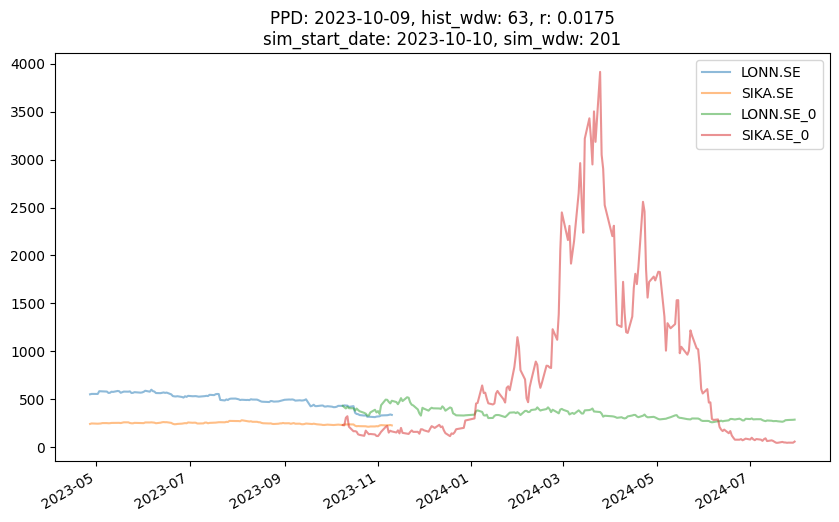 PPD: 2023-10-09, hist_wdw: 63, r: 0.0175
sim_start_date: 2023-10-10, sim_wdw: 201
4000
3500
3000
2500
2000
1500
1000
500
0
LONN.SE
SIKA.SE
LONN.SE_0
SIKA.SE_0
2023-05
2023-07
2023-09
2023-11
2024-01
2024-03
2024-05
2024-07